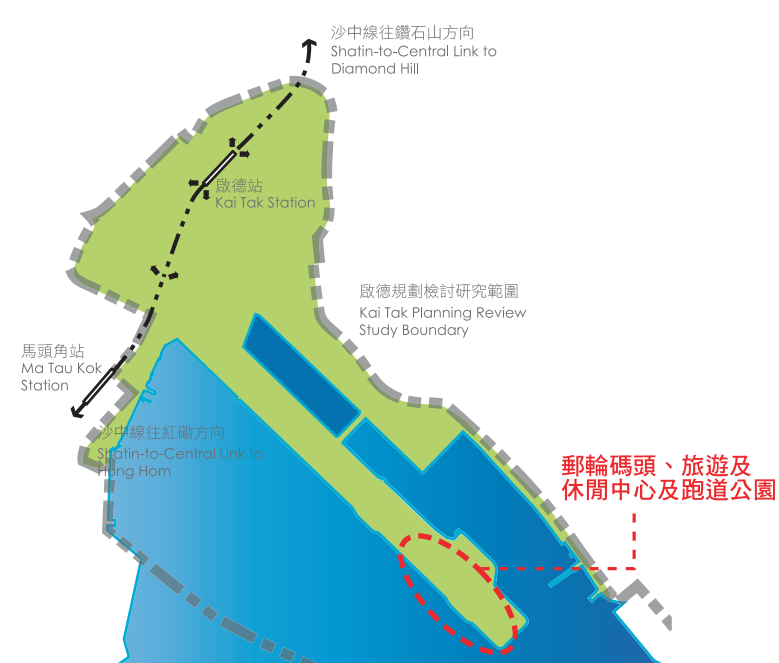 沙中線往鑽石山方向
Shatin-to-Central Link to
Diamond Hill
啟德站
Kai Tak Station
啟德規劃檢討研究範圍
Kai Tak Planning Review
Study Boundary
馬頭角站
Ma Tau Kok
Station
沙中線往紅磡方向
Shatin-to-Central Link to
Hung Hom
郵輪碼頭、旅遊及
休閒中心及跑道公園